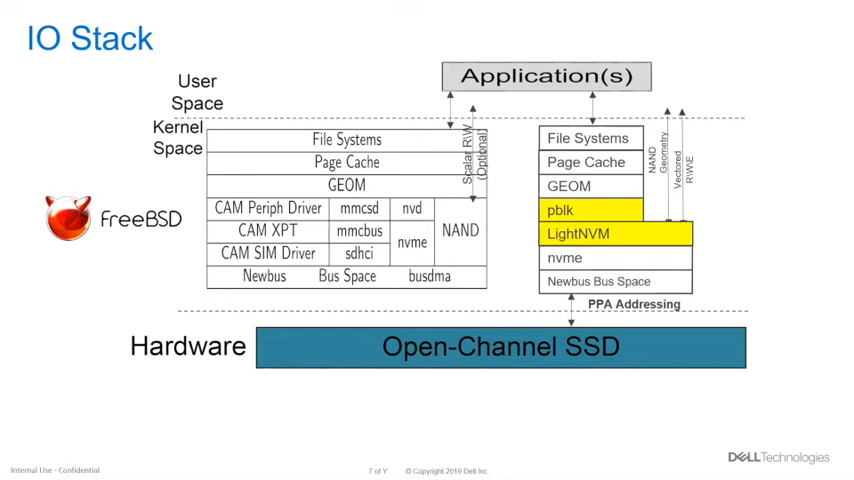 IO Stack
User
Space
Application(s)
Kernel
Space
File Systems
Page Cache
GEOM
CAM Periph Driver
mmcsd
nvd
NAND
CAM XPT
mmcbus
nvme
CAM SIM Driver
sdhci
Newbus
Bus Space
busdma
Scalar R\W
(Optional)
File Systems
Page Cache
GEOM
pblk
LightNVM
nvme
Newbus Bus Space
NAND
Geometry
Vectored
R\W\E
FreeBSD
PPA Addressing
Hardware
Open-Channel SSD
Internal Use - Confidential
7 of Y
© Copyright 2019 Dell Inc.
DELLTechnologies